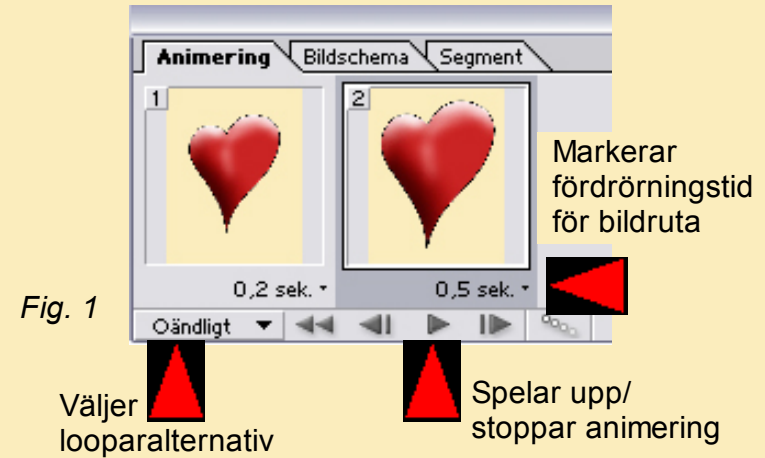 Animering Bildschema Segment
1 2
Markerar
fördrörningstid
för bildruta
0,2 sek. 0,5 sek.
Fig. 1
Oändligt
Väljer
looparalternativ
Spelar upp/
stoppar animering